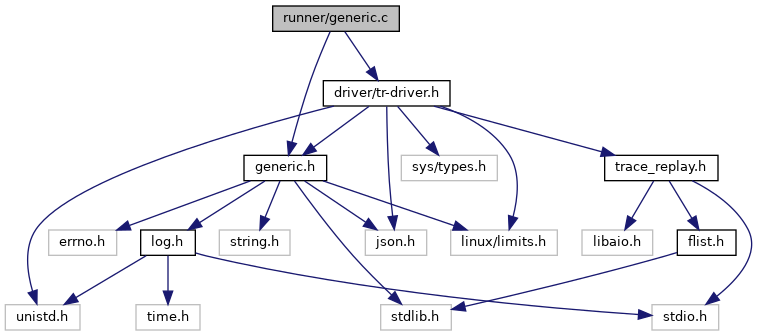 runner/generic.c
driver/tr-driver.h
generic.h
sys/types.h
trace_replay.h
errno.h
log.h
string.h
json.h
linux/limits.h
libaio.h
flist.h
unistd.h
time.h
stdlib.h
stdio.h